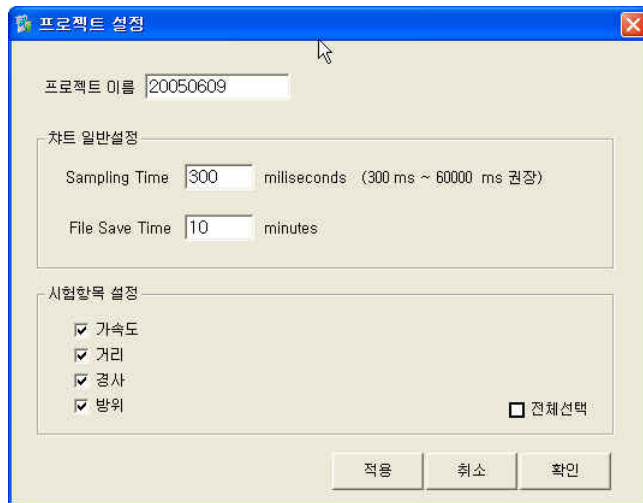 프로젝트 설정
프로젝트 이름 20050609
챠트 일반설정
Sampling Time 300 miliseconds (300 ms ~ 60000 ms 권장)
File Save Time 10 minutes
시험항목 설정
가속도
거리
경사
방위
전체선택
적용 취소 확인